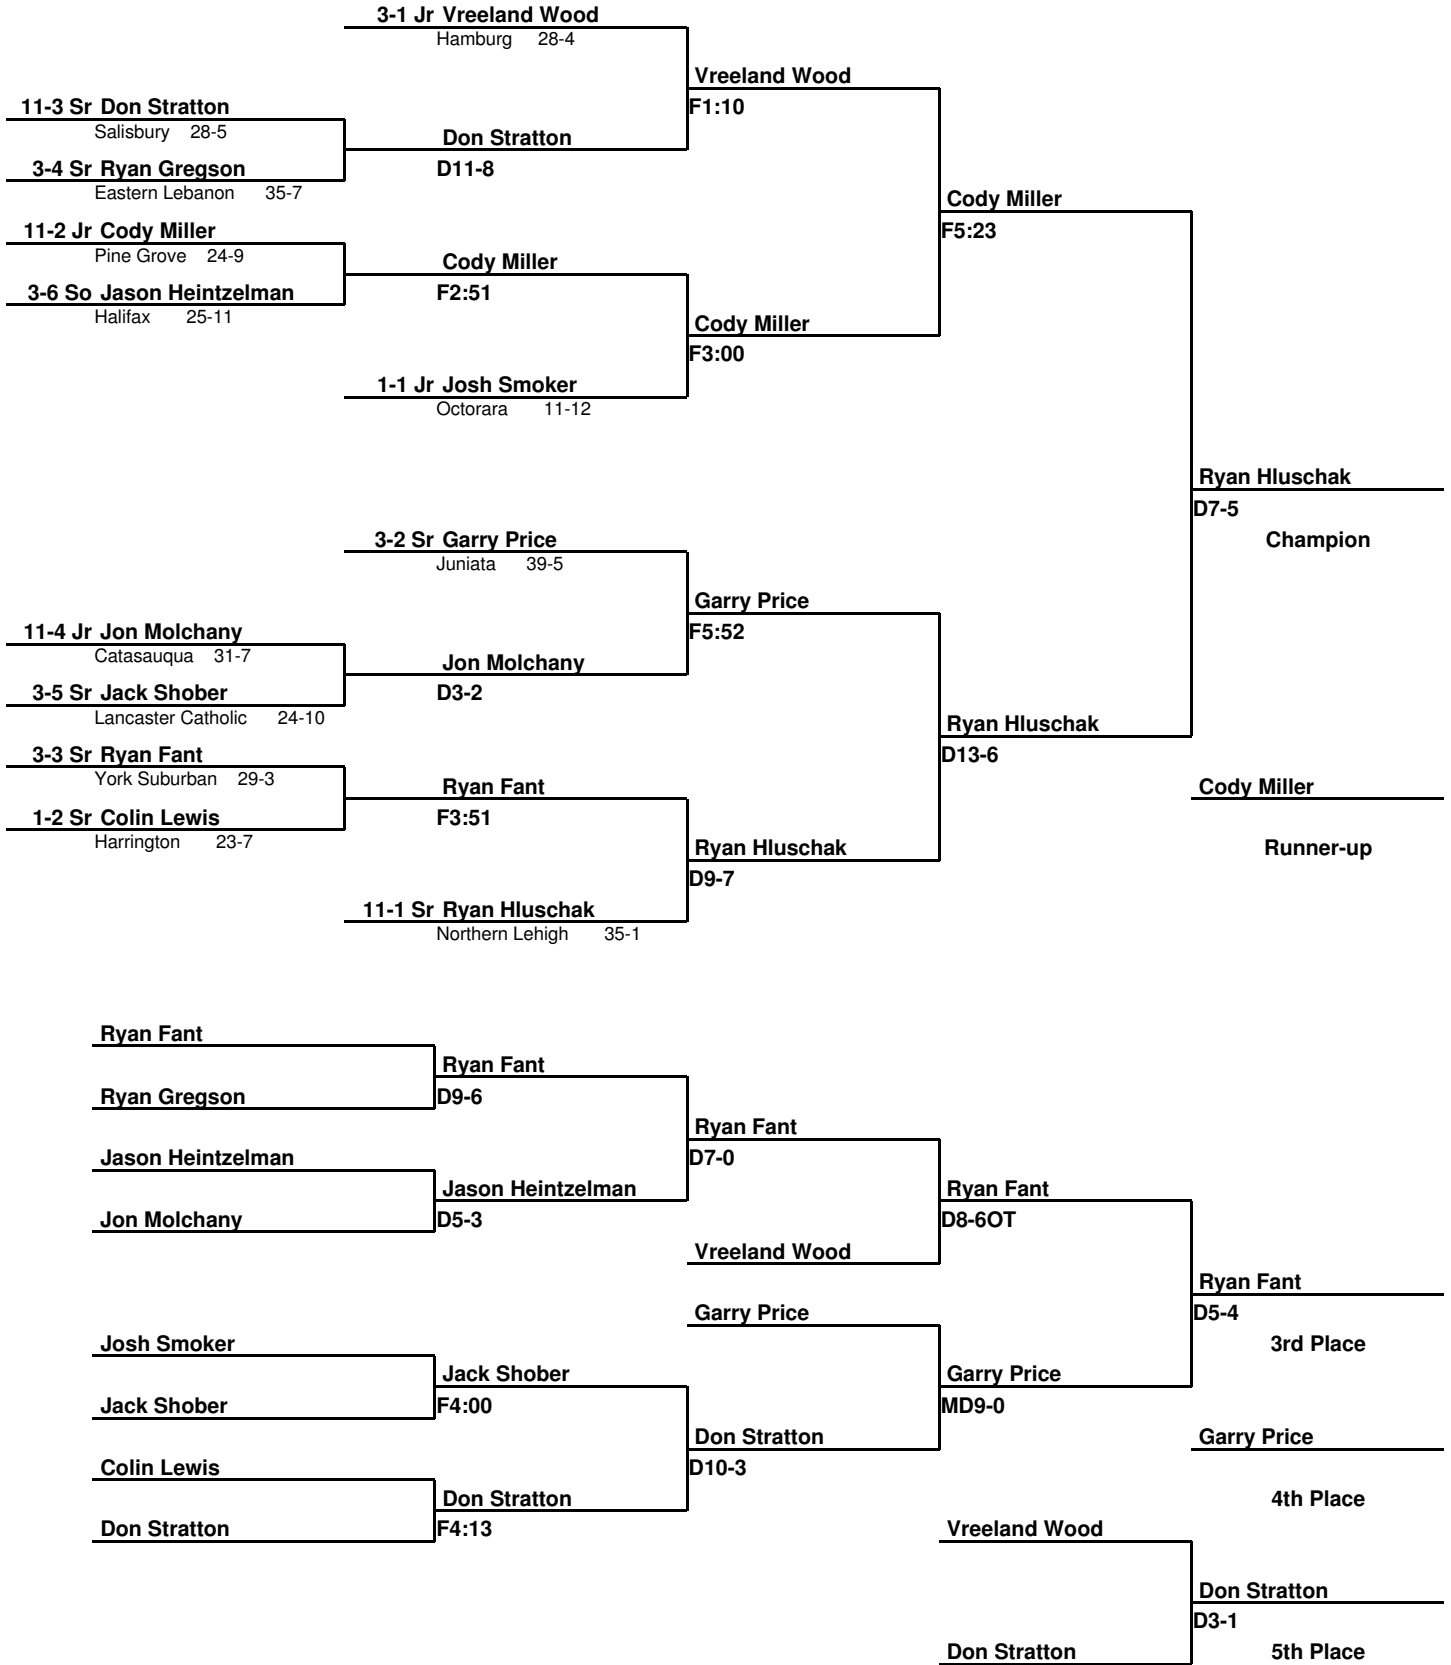 3-1 Jr Vreeland Wood
Hamburg 28-4
Vreeland Wood
11-3 Sr Don Stratton
F1:10
Salisbury 28-5
Don Stratton
3-4 Sr Ryan Gregson
D11-8
Eastern Lebanon 35-7
Cody Miller
11-2 Jr Cody Miller
F5:23
Pine Grove 24-9
Cody Miller
3-6 So Jason Heintzelman
F2:51
Halifax 25-11
Cody Miller
F3:00
1-1 Jr Josh Smoker
Octorara 11-12
Ryan Hluschak
D7-5
3-2 Sr Garry Price
Champion
Juniata 39-5
Garry Price
11-4 Jr Jon Molchany
F5:52
Catasauqua 31-7
Jon Molchany
3-5 Sr Jack Shober
D3-2
Lancaster Catholic 24-10
Ryan Hluschak
3-3 Sr Ryan Fant
D13-6
York Suburban 29-3
Ryan Fant
Cody Miller
1-2 Sr Colin Lewis
F3:51
Harrington 23-7
Ryan Hluschak
Runner-up
D9-7
11-1 Sr Ryan Hluschak
Northern Lehigh 35-1
Ryan Fant
Ryan Fant
Ryan Gregson
D9-6
Ryan Fant
Jason Heintzelman
D7-0
Jason Heintzelman
Ryan Fant
Jon Molchany
D5-3
D8-6OT
Vreeland Wood
Ryan Fant
Garry Price
D5-4
Josh Smoker
3rd Place
Jack Shober
Garry Price
Jack Shober
F4:00
MD9-0
Don Stratton
Garry Price
Colin Lewis
D10-3
Don Stratton
4th Place
Don Stratton
F4:13
Vreeland Wood
Don Stratton
D3-1
Don Stratton
5th Place